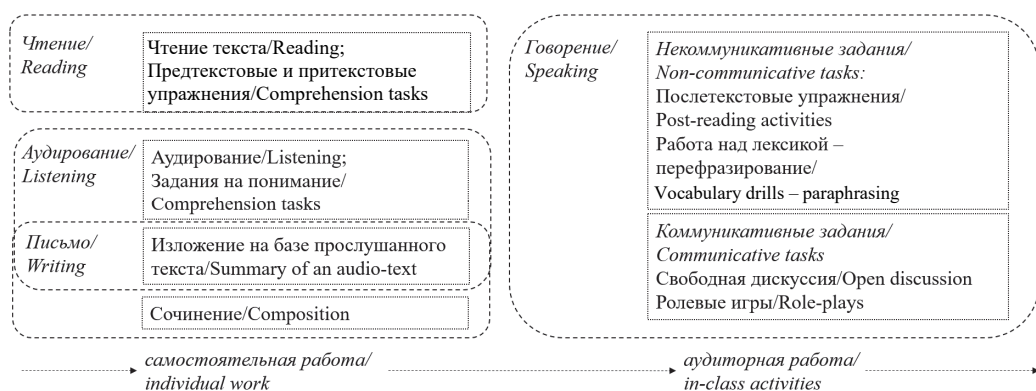 Чтение/
Reading
Чтение текста/Reading;
Предтекстовые и притекстовые
упражнения/Comprehension tasks
Аудирование/
Listening
Аудирование/Listening;
Задания на понимание/
Comprehension tasks
Письмо/
Writing
Изложение на базе прослушанного
текста/Summary of an audio-text
Сочинение/Composition
Говорение/
Speaking
Некоммуникативные задания/
Non-communicative tasks:
Послетекстовые упражнения/
Post-reading activities
Работа над лексикой –
перефразирование/
Vocabulary drills – paraphrasing
Коммуникативные задания/
Communicative tasks
Свободная дискуссия/Open discussion
Ролевые игры/Role-plays
самостоятельная работа/
individual work
аудиторная работа/
in-class activities